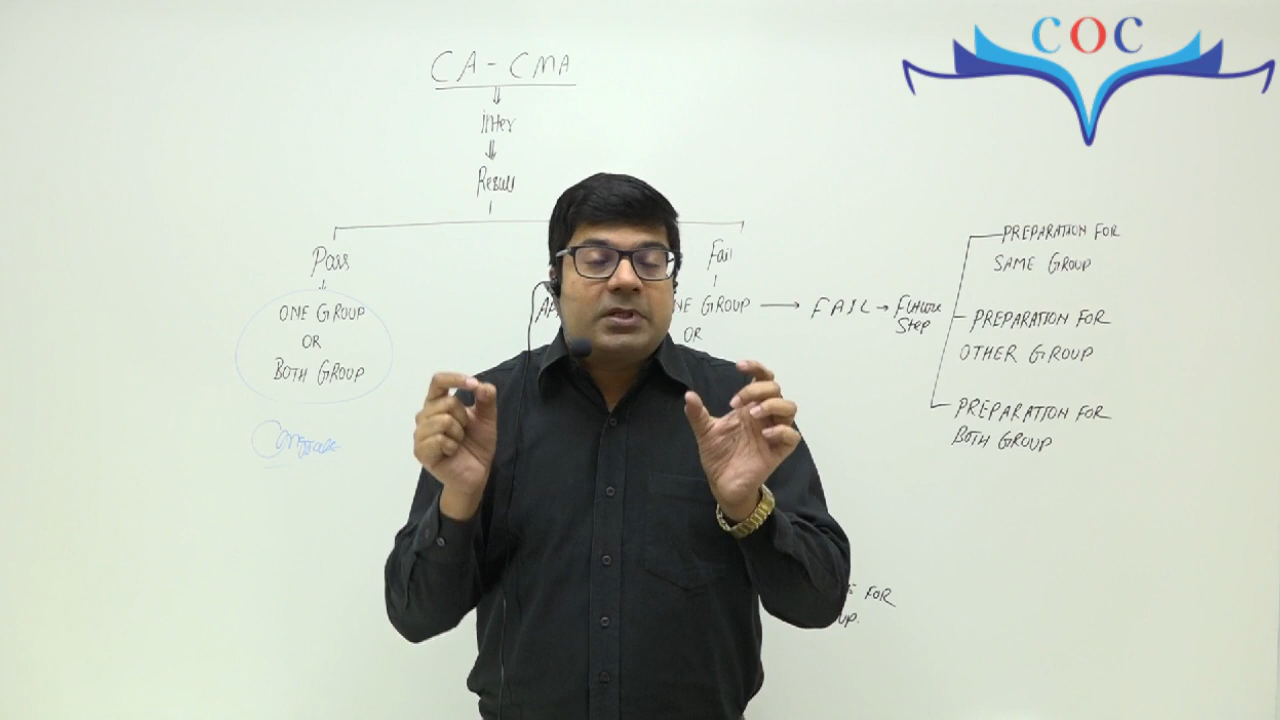 COC
CA - CMA
Inter
Result
Pass
Fail
ONE GROUP
OR
BOTH GROUP
NE GROUP
OR
FAIL
Future
Step
PREPARATION FOR
SAME GROUP
PREPARATION FOR
OTHER GROUP
PREPARATION FOR
BOTH GROUP
FOR
UP.